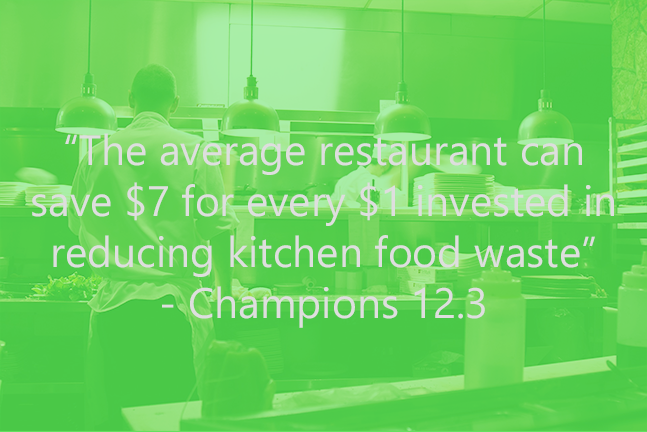 “The average restaurant can
save $7 for every $1 invested in
reducing kitchen food waste”
- Champions 12.3